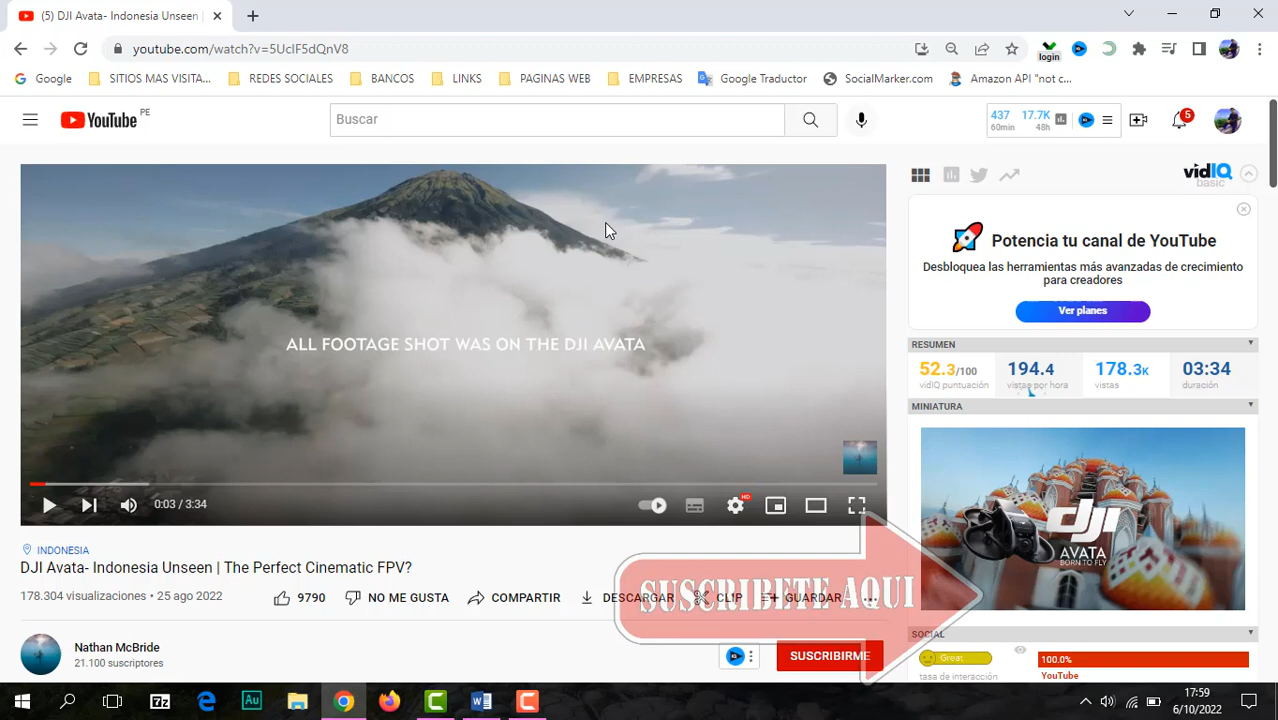 (5) DJI Avata- Indonesia Unseen |
youtube.com/watch?v=5UcIF5dQnV8
login
Google
SITIOS MAS VISITA...
REDES SOCIALES
BANCOS
LINKS
PAGINAS WEB
EMPRESAS
Google Traductor
SocialMarker.com
Amazon API "not c...
YouTube PE
Buscar
437
60min
17.7K
48h
5
vidIQ
basic
Potencia tu canal de YouTube
Desbloquea las herramientas más avanzadas de crecimiento
para creadores
Ver planes
ALL FOOTAGE SHOT WAS ON THE DJI AVATA
0:03 / 3:34
HD
RESUMEN
52.3/100
vidIQ puntuación
194.4
vistas por hora
178.3K
vistas
03:34
duración
MINIATURA
dji
AVATA
BORN TO FLY
INDONESIA
DJI Avata- Indonesia Unseen | The Perfect Cinematic FPV?
178.304 visualizaciones • 25 ago 2022
9790
NO ME GUSTA
COMPARTIR
DESCARGAR
CLIP
GUARDAR
...
SUSCRIBETE AQUI
Nathan McBride
21.100 suscriptores
SUSCRIBIRME
SOCIAL
Great
tasa de interacción
100.0%
YouTube
7z
Au
17:59
6/10/2022